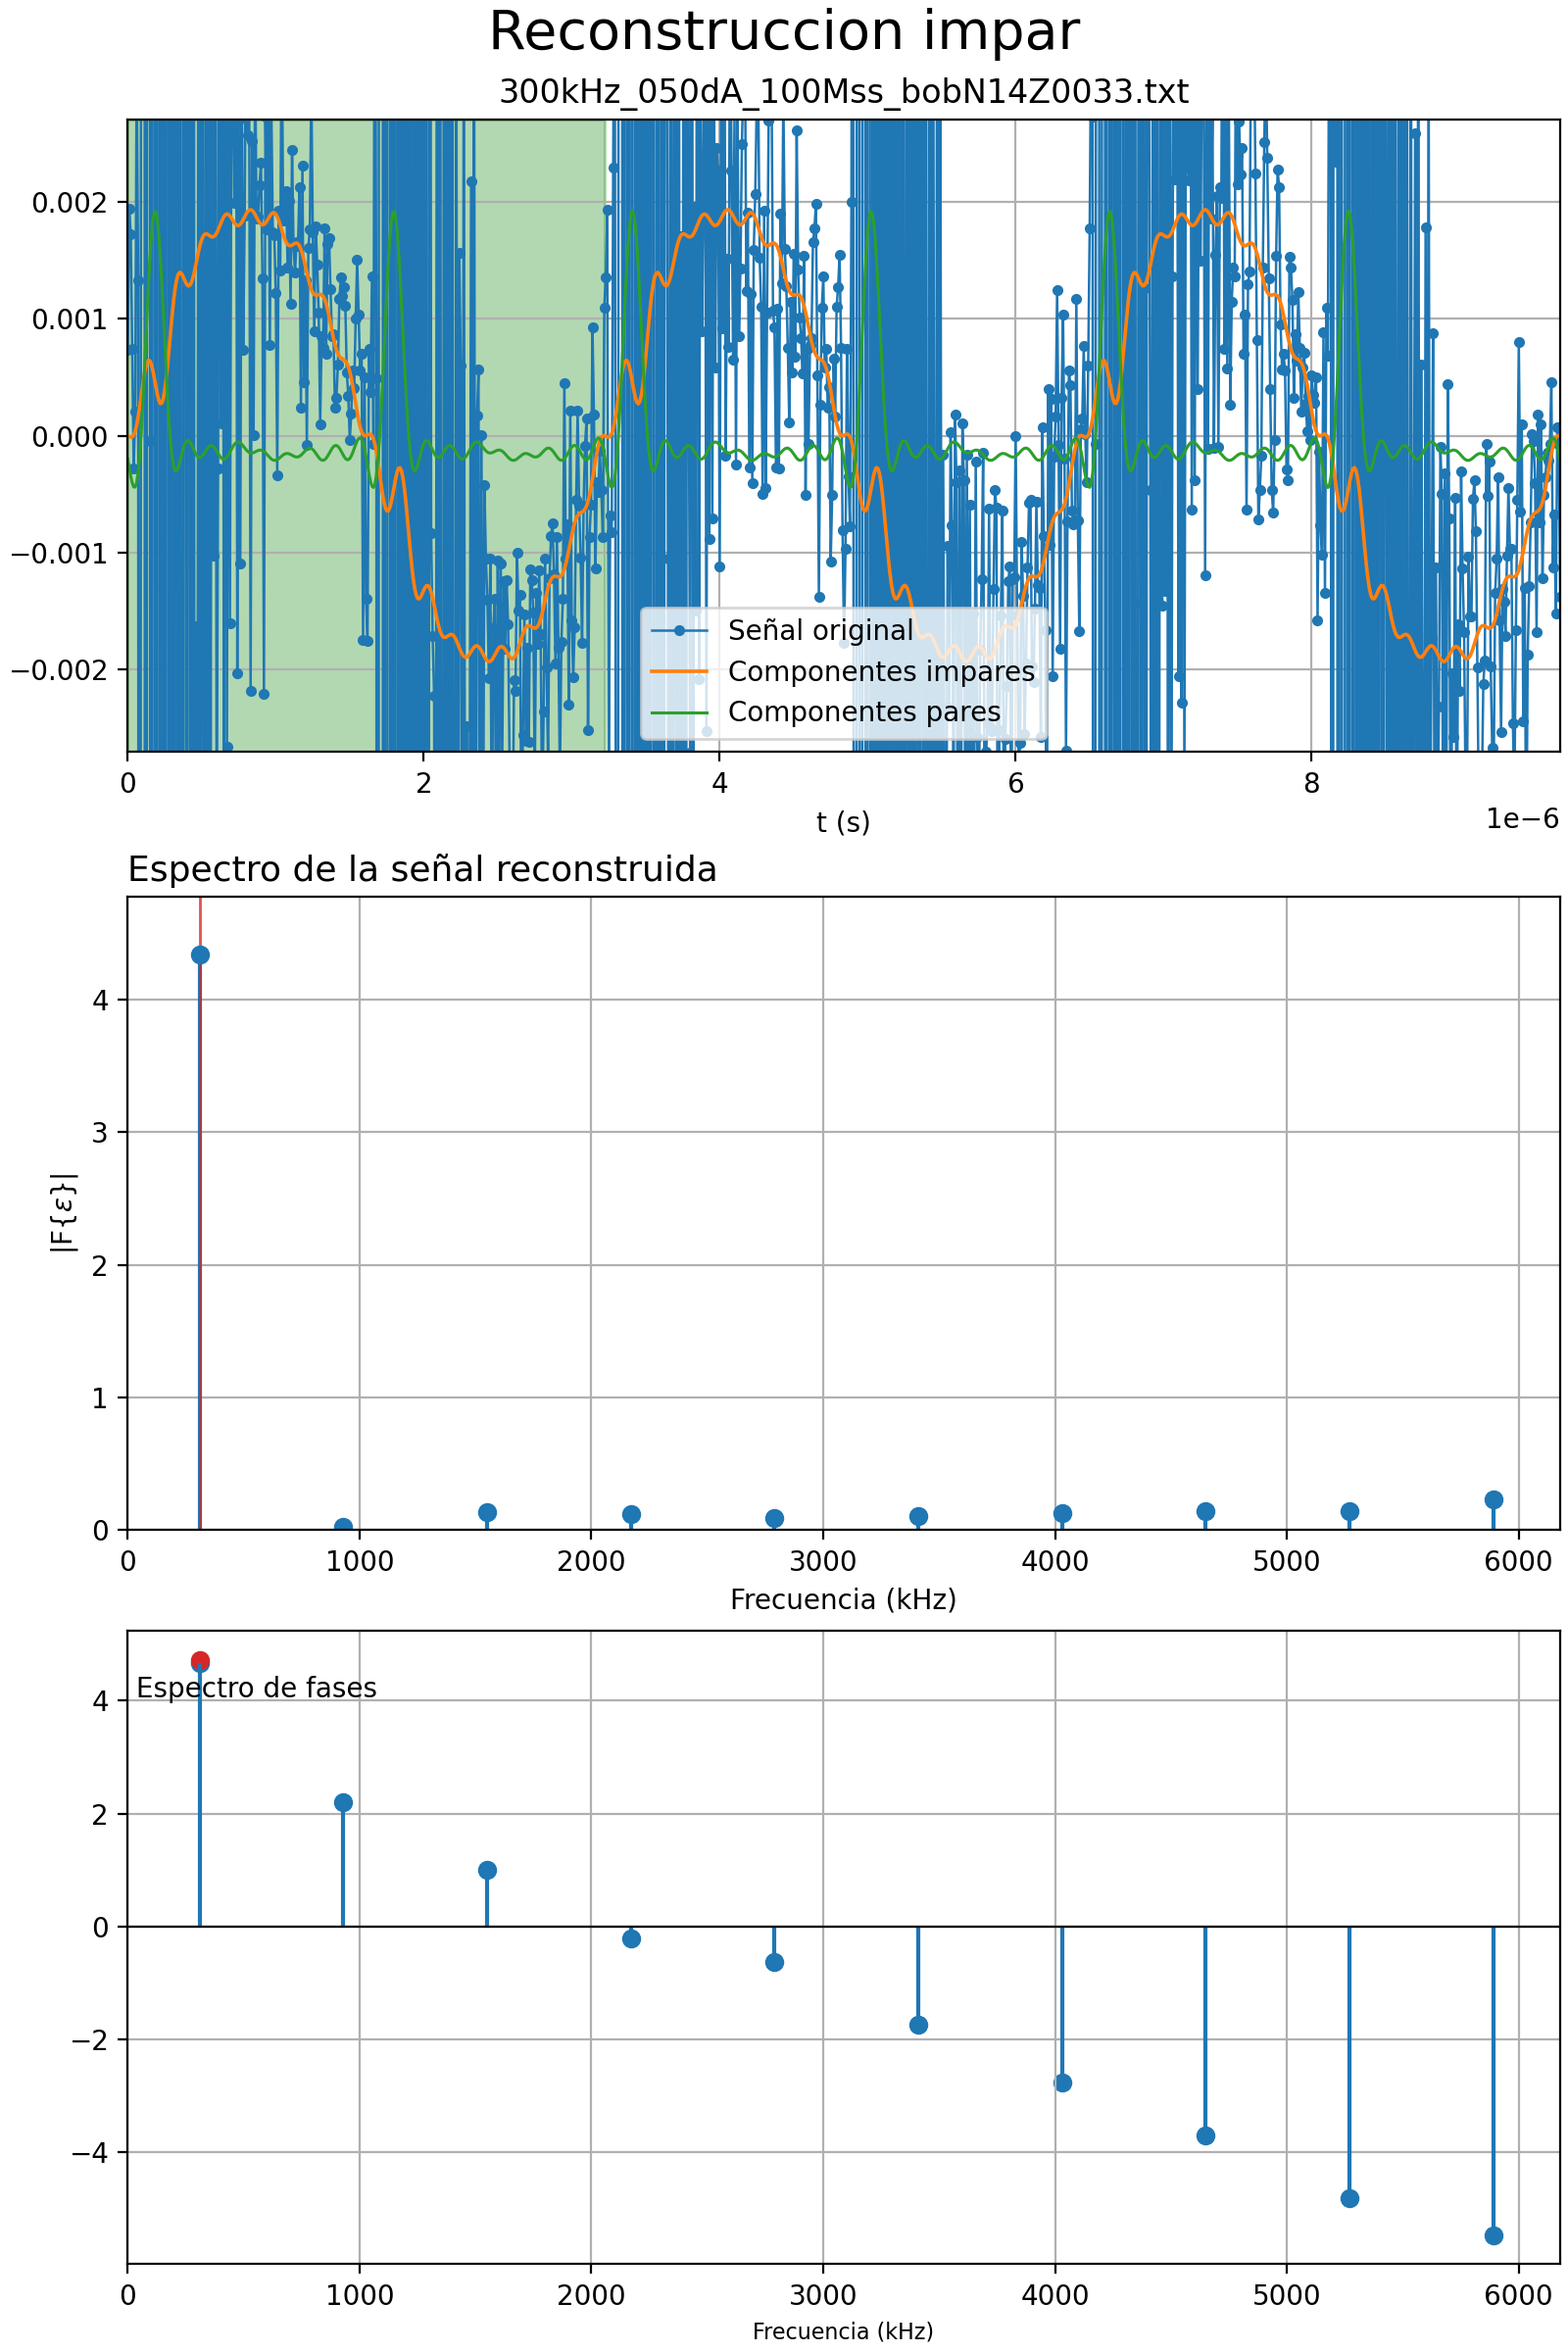 Reconstruccion impar
300kHz_050dA_100Mss_bobN14Z0033.txt
0.002
0.001
0.000
−0.001
−0.002
Señal original
Componentes impares
Componentes pares
0 2 4 6 8
t (s)
1e−6
Espectro de la señal reconstruida
4
3
2
1
0
|F{ε}|
0 1000 2000 3000 4000 5000 6000
Frecuencia (kHz)
Espectro de fases
4
2
0
−2
−4
0 1000 2000 3000 4000 5000 6000
Frecuencia (kHz)